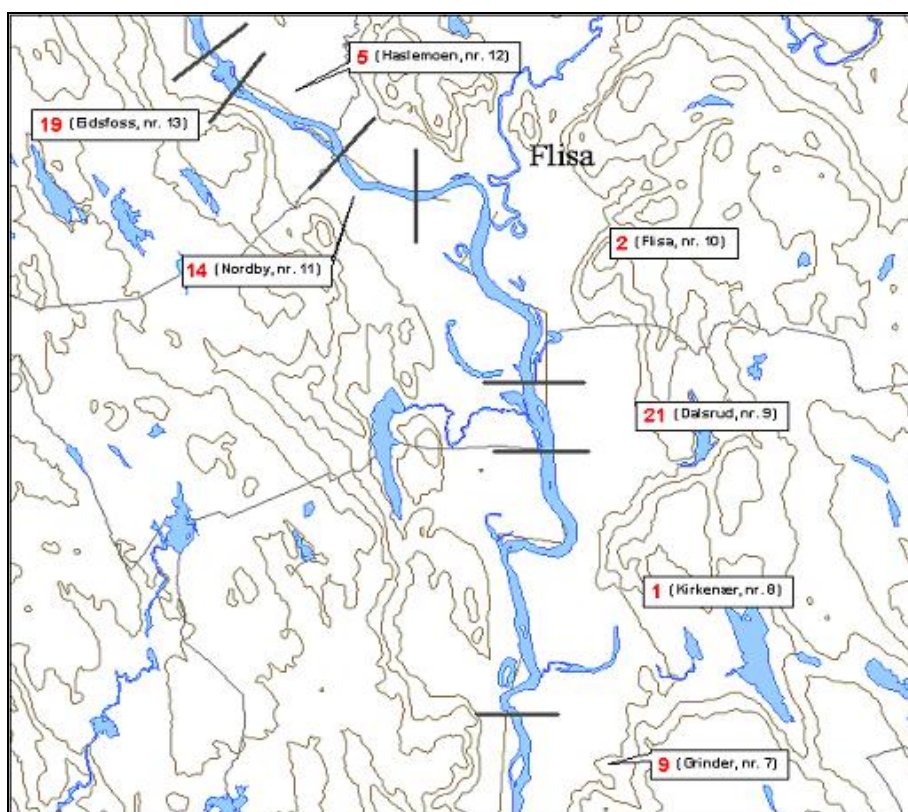 5 (Haslemoen, nr. 12)
19 (Eidsfoss, nr. 13)
Flisa
2 (Flisa, nr. 10)
14 (Nordby, nr. 11)
21 (Dalsrud, nr. 9)
1 (Kirkenær, nr. 8)
9 (Grinder, nr. 7)